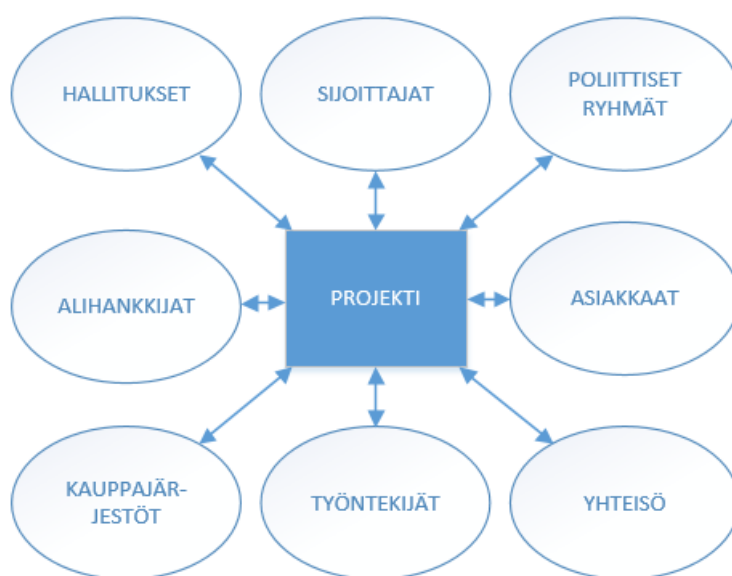 HALLITUKSET
SIJOITTAJAT
POLIITTISET
RYHMÄT
ALIHANKKIJAT
PROJEKTI
ASIAKKAAT
KAUPPAJÄR-
JESTÖT
TYÖNTEKIJÄT
YHTEISÖ